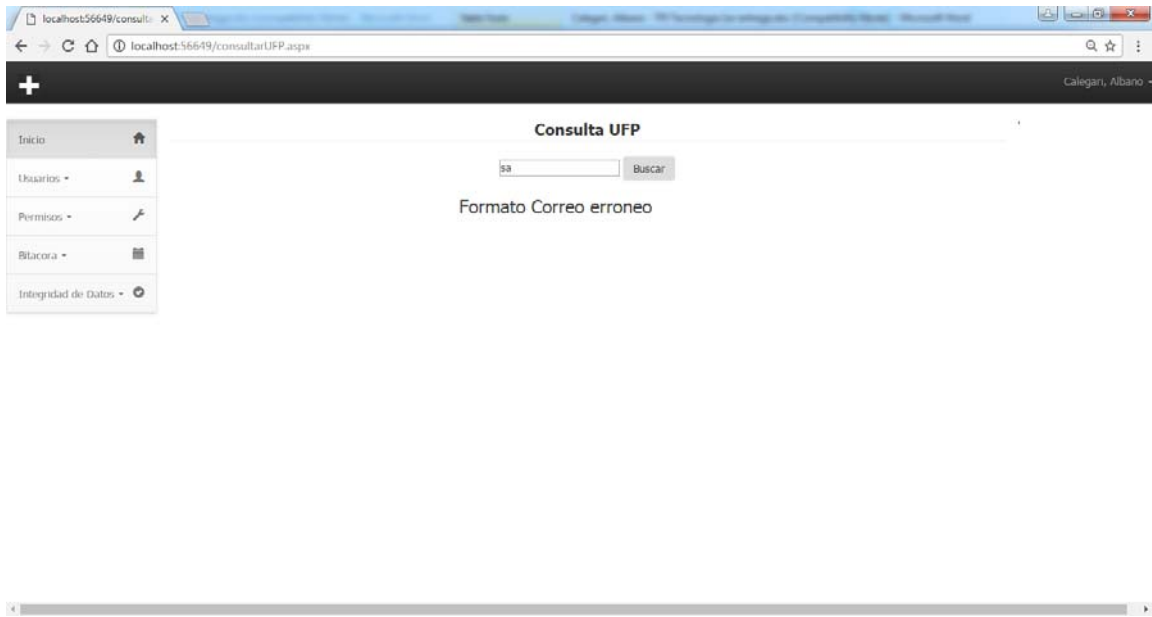 localhost:56649/consulta
localhost:56649/consultarUFP.aspx
Calegari, Albano
Consulta UFP
Inicio
sa
Buscar
Usuarios
Formato Correo erroneo
Permisos
Bitacora
Integridad de Datos